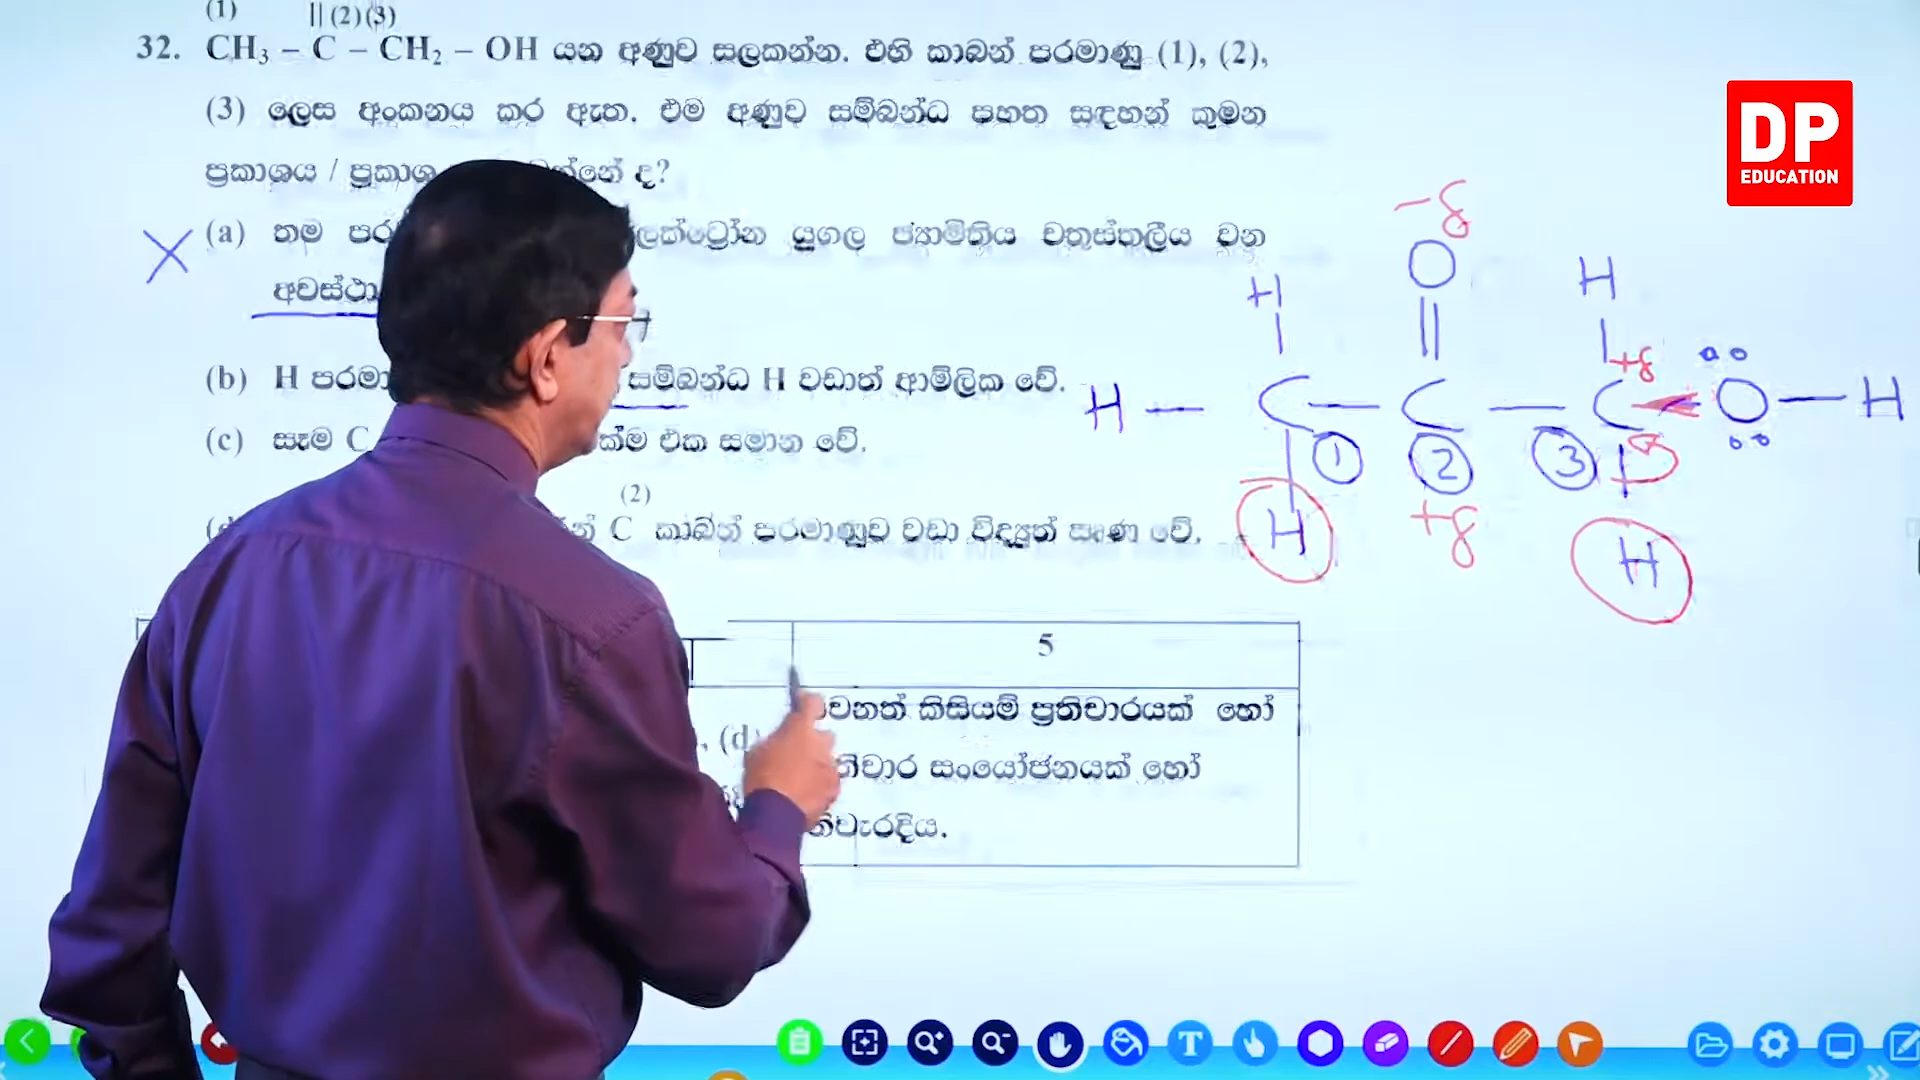 (1) || (2) (3)
32. CH₃ – C – CH₂ – OH යන අණුව සලකන්න. එහි කාබන් පරමාණු (1), (2),
(3) ලෙස අංකනය කර ඇත. එම අණුව සම්බන්ධ පහත සඳහන් කුමන
ප්‍රකාශය / ප්‍රකාශ ද?
(a) තම යුගල ජ්‍යාමිතිය චතුස්තලීය වන
අවස්ථා
(b) H සම්බන්ධ H වඩාත් ආම්ලික වේ.
(c) සෑම C එක සමාන වේ.
(2)
C කාබන් පරමාණුව වඩා විද්‍යුත් ඍණ වේ.
5
වෙනත් කිසියම් ප්‍රතිචාරයක් හෝ
(d) සංයෝජනයක් හෝ
නිවැරදිය.
DP
EDUCATION
–δ
O
H H
+δ
H – C – C – C O – H
1 2 3
H +δ H
T